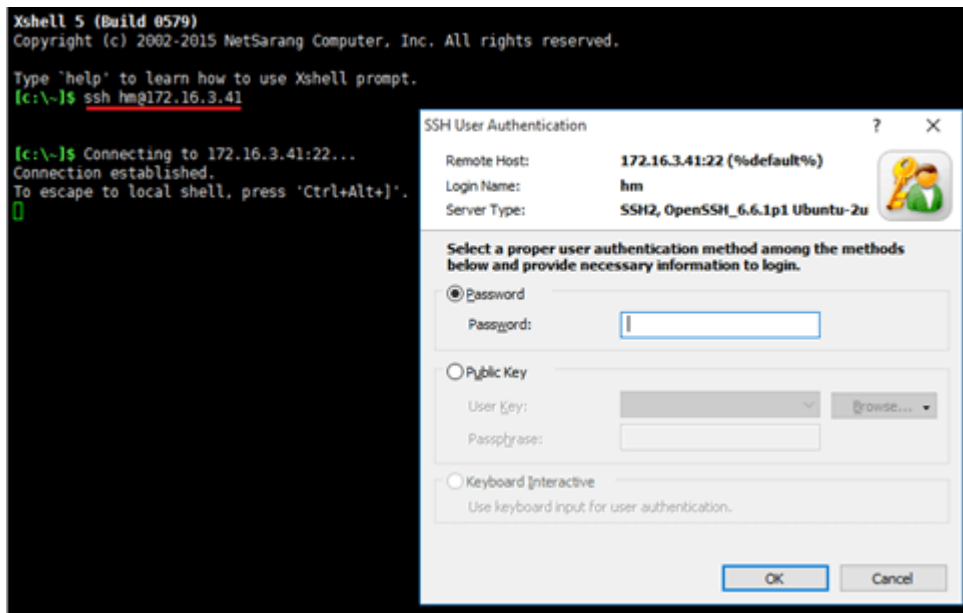 Xshell 5 (Build 0579)
Copyright (c) 2002-2015 NetSarang Computer, Inc. All rights reserved.
Type `help' to learn how to use Xshell prompt.
[c:\~]$ ssh hm@172.16.3.41
[c:\~]$ Connecting to 172.16.3.41:22...
Connection established.
To escape to local shell, press 'Ctrl+Alt+]'.
SSH User Authentication
? ×
Remote Host: 172.16.3.41:22 (%default%)
Login Name: hm
Server Type: SSH2, OpenSSH_6.6.1p1 Ubuntu-2u
Select a proper user authentication method among the methods
below and provide necessary information to login.
Password
Password:
Public Key
User Key: Browse...
Passphrase:
Keyboard Interactive
Use keyboard input for user authentication.
OK Cancel